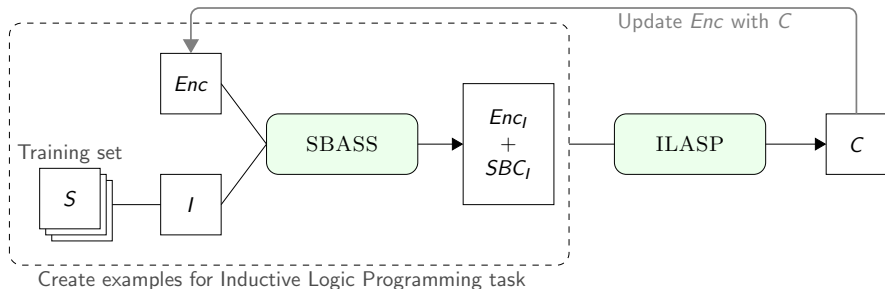 Update Enc with C
Enc
Enc_I
+
SBC_I
SBASS
ILASP
C
Training set
S
I
Create examples for Inductive Logic Programming task